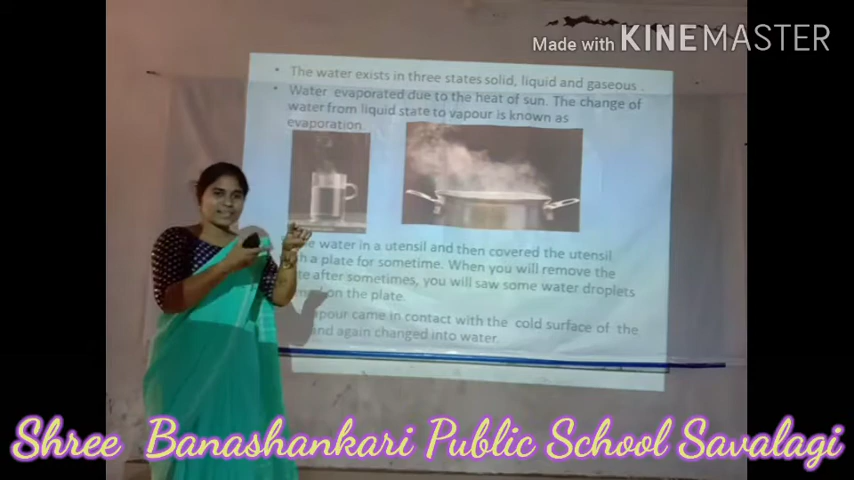 Made with KINEMASTER
• The water exists in three states solid, liquid and gaseous .
• Water evaporated due to the heat of sun. The change of
water from liquid state to vapour is known as
evaporation.
water in a utensil and then covered the utensil
a plate for sometime. When you will remove the
after sometimes, you will saw some water droplets
on the plate.
came in contact with the cold surface of the
and again changed into water.
Shree Banashankari Public School Savalagi